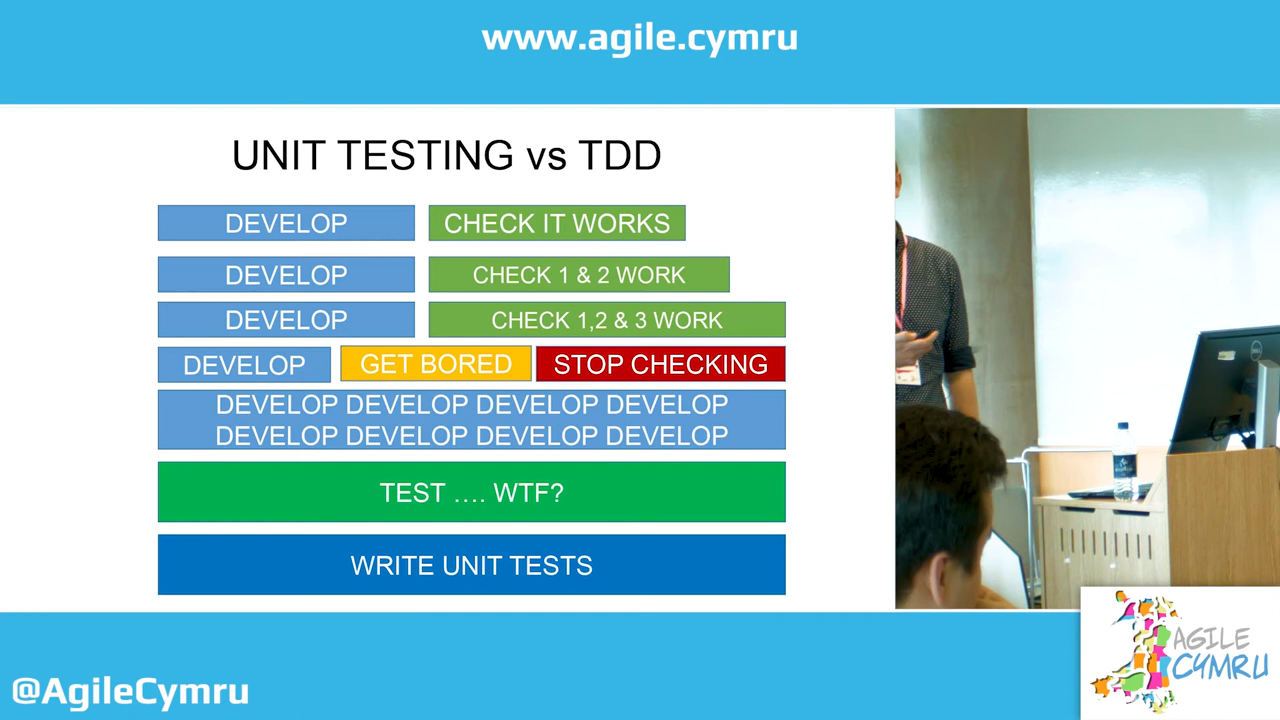 www.agile.cymru
UNIT TESTING vs TDD
DEVELOP
CHECK IT WORKS
DEVELOP
CHECK 1 & 2 WORK
DEVELOP
CHECK 1,2 & 3 WORK
DEVELOP
GET BORED
STOP CHECKING
DEVELOP DEVELOP DEVELOP DEVELOP
DEVELOP DEVELOP DEVELOP DEVELOP
TEST …. WTF?
WRITE UNIT TESTS
DELL
@AgileCymru
AGILE
CYMRU